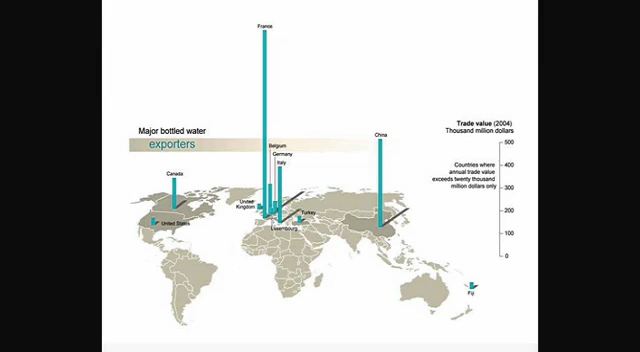 France
Trade value (2004)
Thousand million dollars
Major bottled water
exporters
China
500
Belgium
Germany
Italy
400
Countries where
annual trade value
exceeds twenty thousand
million dollars only
Canada
300
United
Kingdom
Turkey
200
United States
Luxembourg
100
0
Fiji